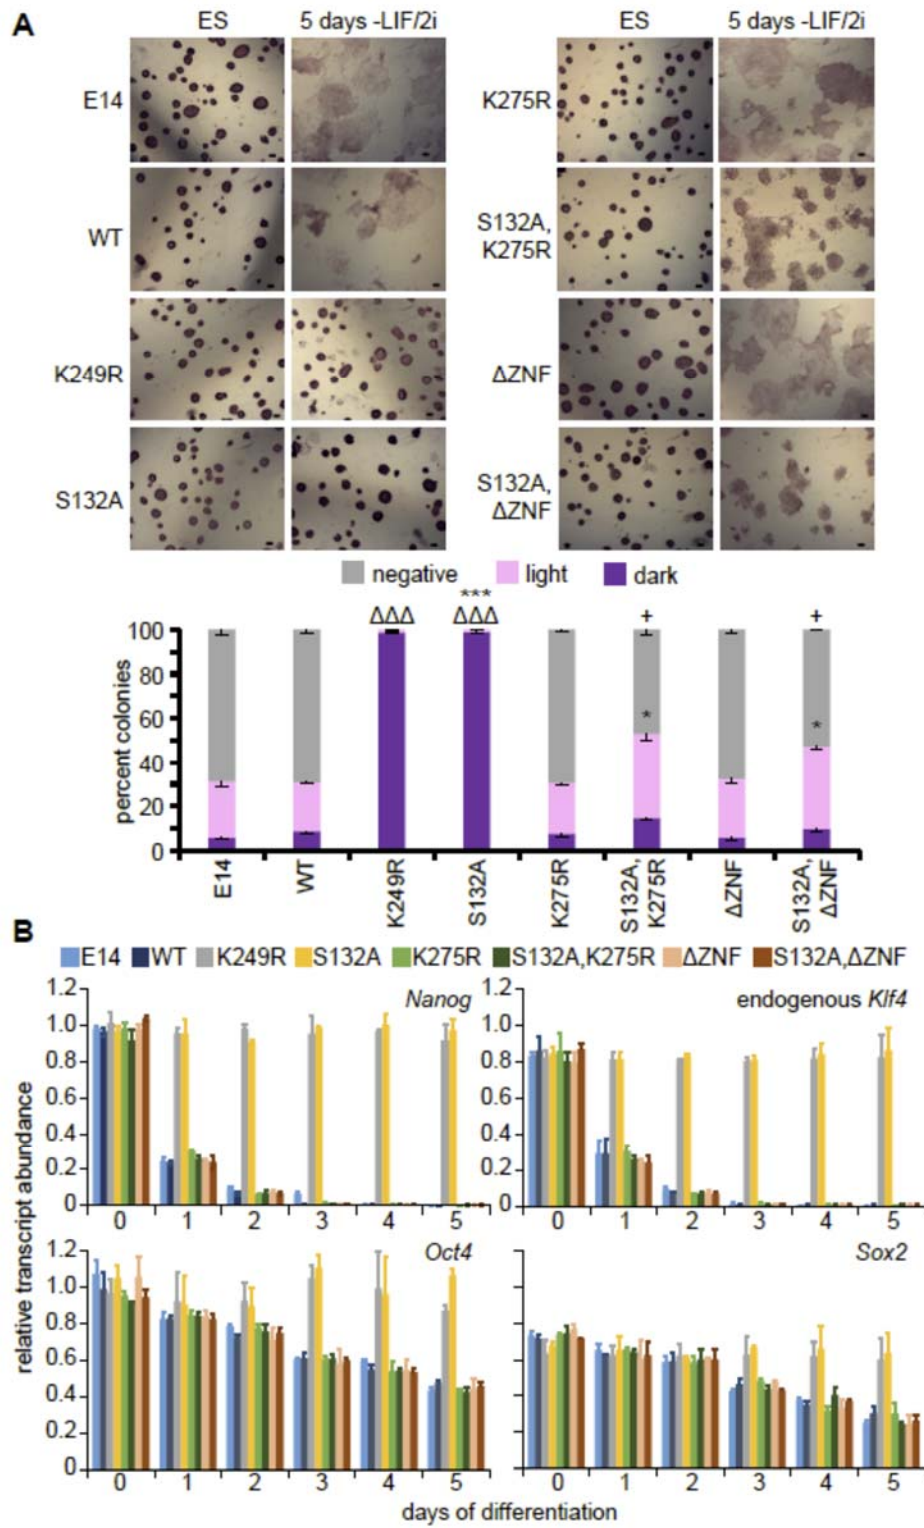 A
ES 5 days -LIF/2i ES 5 days -LIF/2i
E14 K275R
WT S132A,
K275R
K249R ΔZNF
S132A S132A,
ΔZNF
negative light dark
ΔΔΔ *** ΔΔΔ + +
* *
percent colonies
100
80
60
40
20
0
E14 WT K249R S132A K275R S132A, K275R ΔZNF S132A, ΔZNF
B
E14 WT K249R S132A K275R S132A,K275R ΔZNF S132A,ΔZNF
relative transcript abundance
Nanog
1.2
1.0
0.8
0.6
0.4
0.2
0
0 1 2 3 4 5
endogenous Klf4
1.2
1.0
0.8
0.6
0.4
0.2
0
0 1 2 3 4 5
Oct4
1.2
1.0
0.8
0.6
0.4
0.2
0
0 1 2 3 4 5
Sox2
0 1 2 3 4 5
days of differentiation